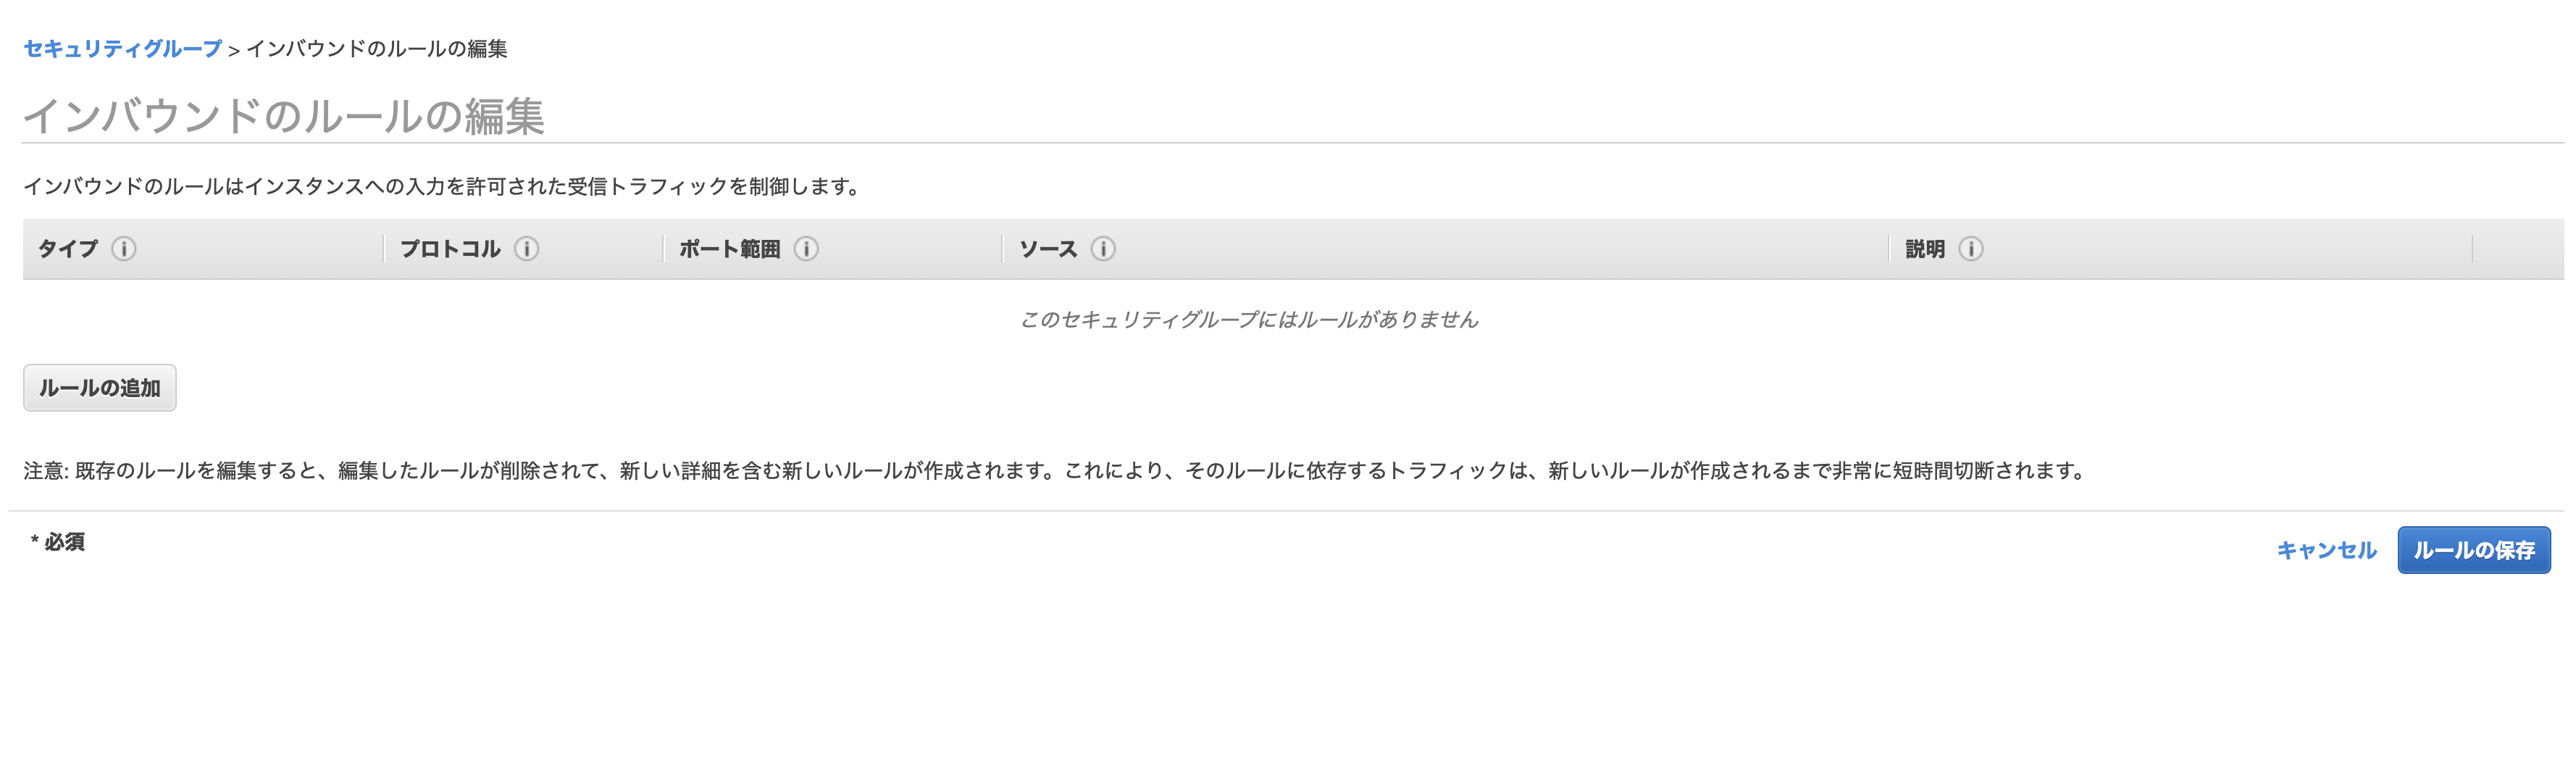 セキュリティグループ > インバウンドのルールの編集
インバウンドのルールの編集
インバウンドのルールはインスタンスへの入力を許可された受信トラフィックを制御します。
タイプ プロトコル ポート範囲 ソース 説明
このセキュリティグループにはルールがありません
ルールの追加
注意: 既存のルールを編集すると、編集したルールが削除されて、新しい詳細を含む新しいルールが作成されます。これにより、そのルールに依存するトラフィックは、新しいルールが作成されるまで非常に短時間切断されます。
* 必須 キャンセル ルールの保存